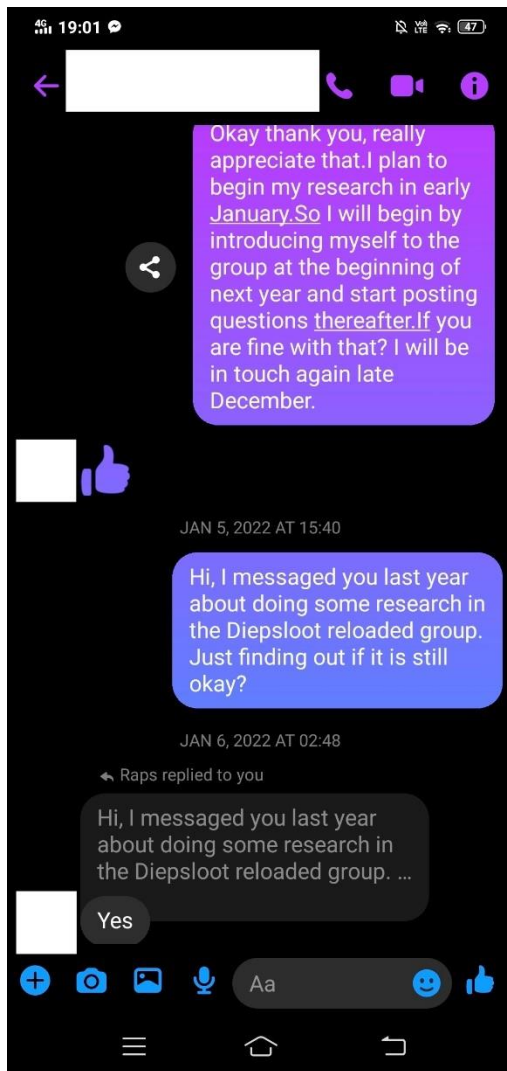 4G 19:01
Vo) LTE 47
Okay thank you, really
appreciate that.I plan to
begin my research in early
January.So I will begin by
introducing myself to the
group at the beginning of
next year and start posting
questions thereafter.If you
are fine with that? I will be
in touch again late
December.
JAN 5, 2022 AT 15:40
Hi, I messaged you last year
about doing some research in
the Diepsloot reloaded group.
Just finding out if it is still
okay?
JAN 6, 2022 AT 02:48
Raps replied to you
Hi, I messaged you last year
about doing some research in
the Diepsloot reloaded group. ...
Yes
Aa